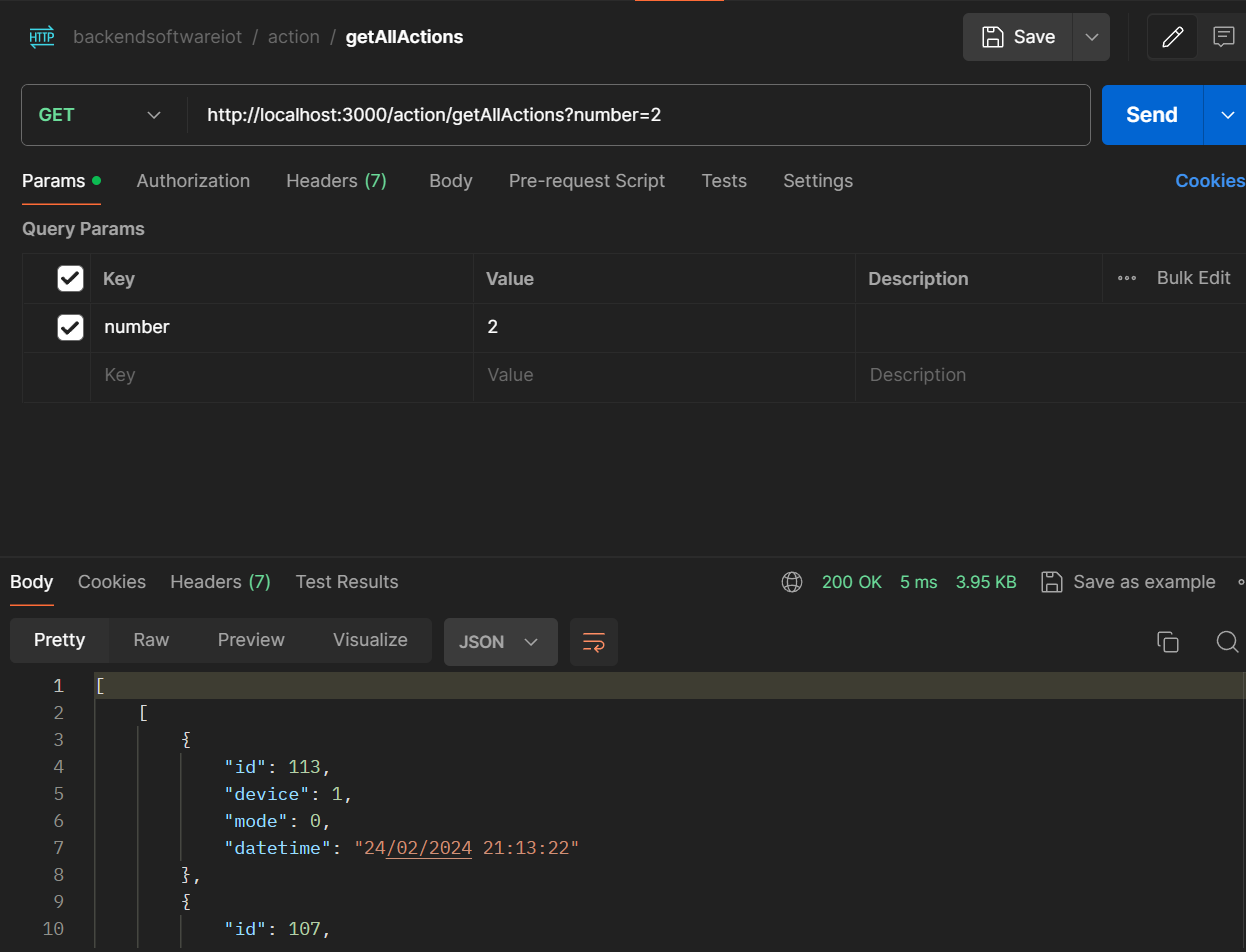 HTTP backendsoftwareiot / action / getAllActions Save
GET http://localhost:3000/action/getAllActions?number=2 Send
Params Authorization Headers (7) Body Pre-request Script Tests Settings Cookies
Query Params
Key Value Description Bulk Edit
number 2
Key Value Description
Body Cookies Headers (7) Test Results 200 OK 5 ms 3.95 KB Save as example
Pretty Raw Preview Visualize JSON
1 [
2 [
3 {
4 "id": 113,
5 "device": 1,
6 "mode": 0,
7 "datetime": "24/02/2024 21:13:22"
8 },
9 {
10 "id": 107,